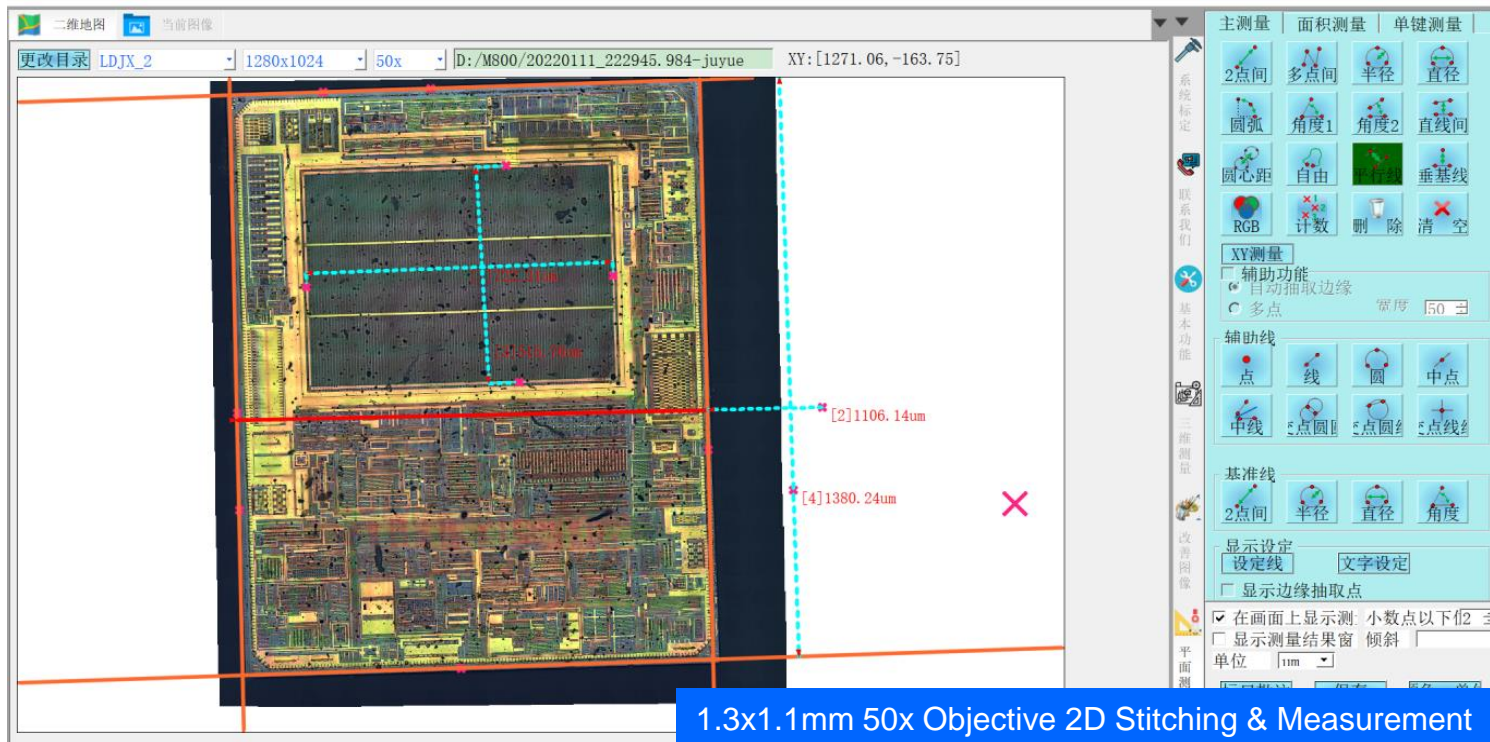 二维地图
当前图像
更改目录 LDJX_2 1280x1024 50x D:/M800/20220111_222945.984-juyue XY:[1271.06,-163.75]
[2]1106.14um
[4]1380.24um
系统标定
联系我们
基本功能
三维测量
改善图像
平面测
主测量 面积测量 单键测量
2点间 多点间 半径 直径
圆弧 角度1 角度2 直线间
圆心距 自由 平行线 垂基线
RGB 计数 删 除 清 空
XY测量
辅助功能
自动抽取边缘
多点 宽度 50
辅助线
点 线 圆 中点
中线
基准线
2点间 半径 直径 角度
显示设定
设定线 文字设定
显示边缘抽取点
在画面上显示测 小数点以下 2
显示测量结果窗 倾斜
单位 um
保存
1.3x1.1mm 50x Objective 2D Stitching & Measurement